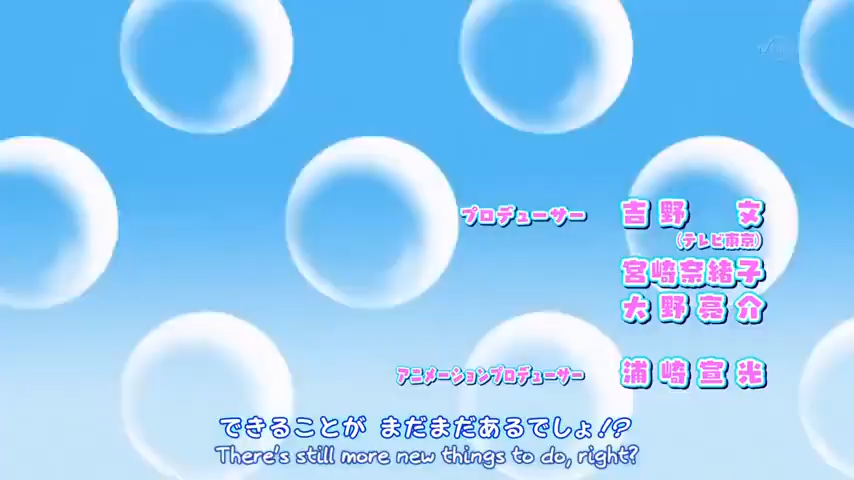 プロデューサー 吉野 文
(テレビ東京)
宮崎奈緒子
大野亮介
アニメーションプロデューサー 浦崎宣光
できることが まだまだあるでしょ!?
There's still more new things to do, right?